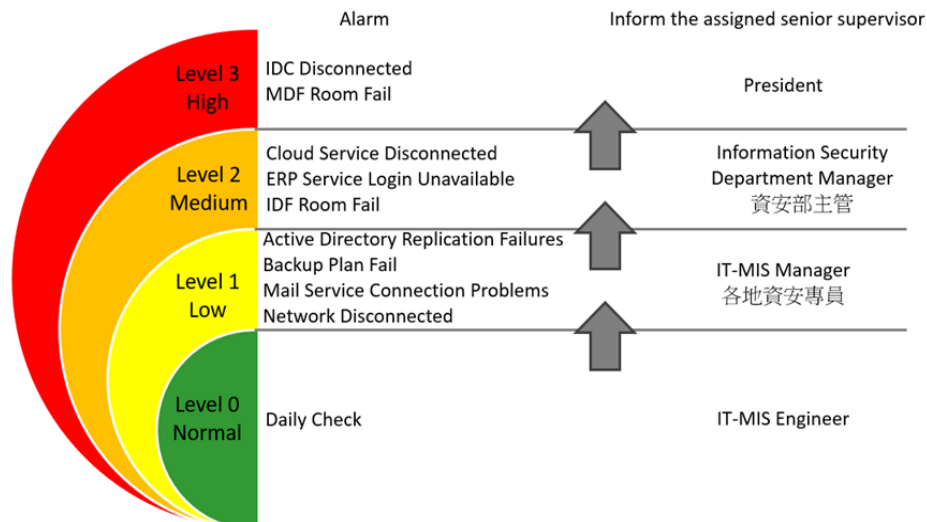 Alarm
Inform the assigned senior supervisor
Level 3
High
IDC Disconnected
MDF Room Fail
President
Level 2
Medium
Cloud Service Disconnected
ERP Service Login Unavailable
IDF Room Fail
Information Security
Department Manager
資安部主管
Level 1
Low
Active Directory Replication Failures
Backup Plan Fail
Mail Service Connection Problems
Network Disconnected
IT-MIS Manager
各地資安專員
Level 0
Normal
Daily Check
IT-MIS Engineer